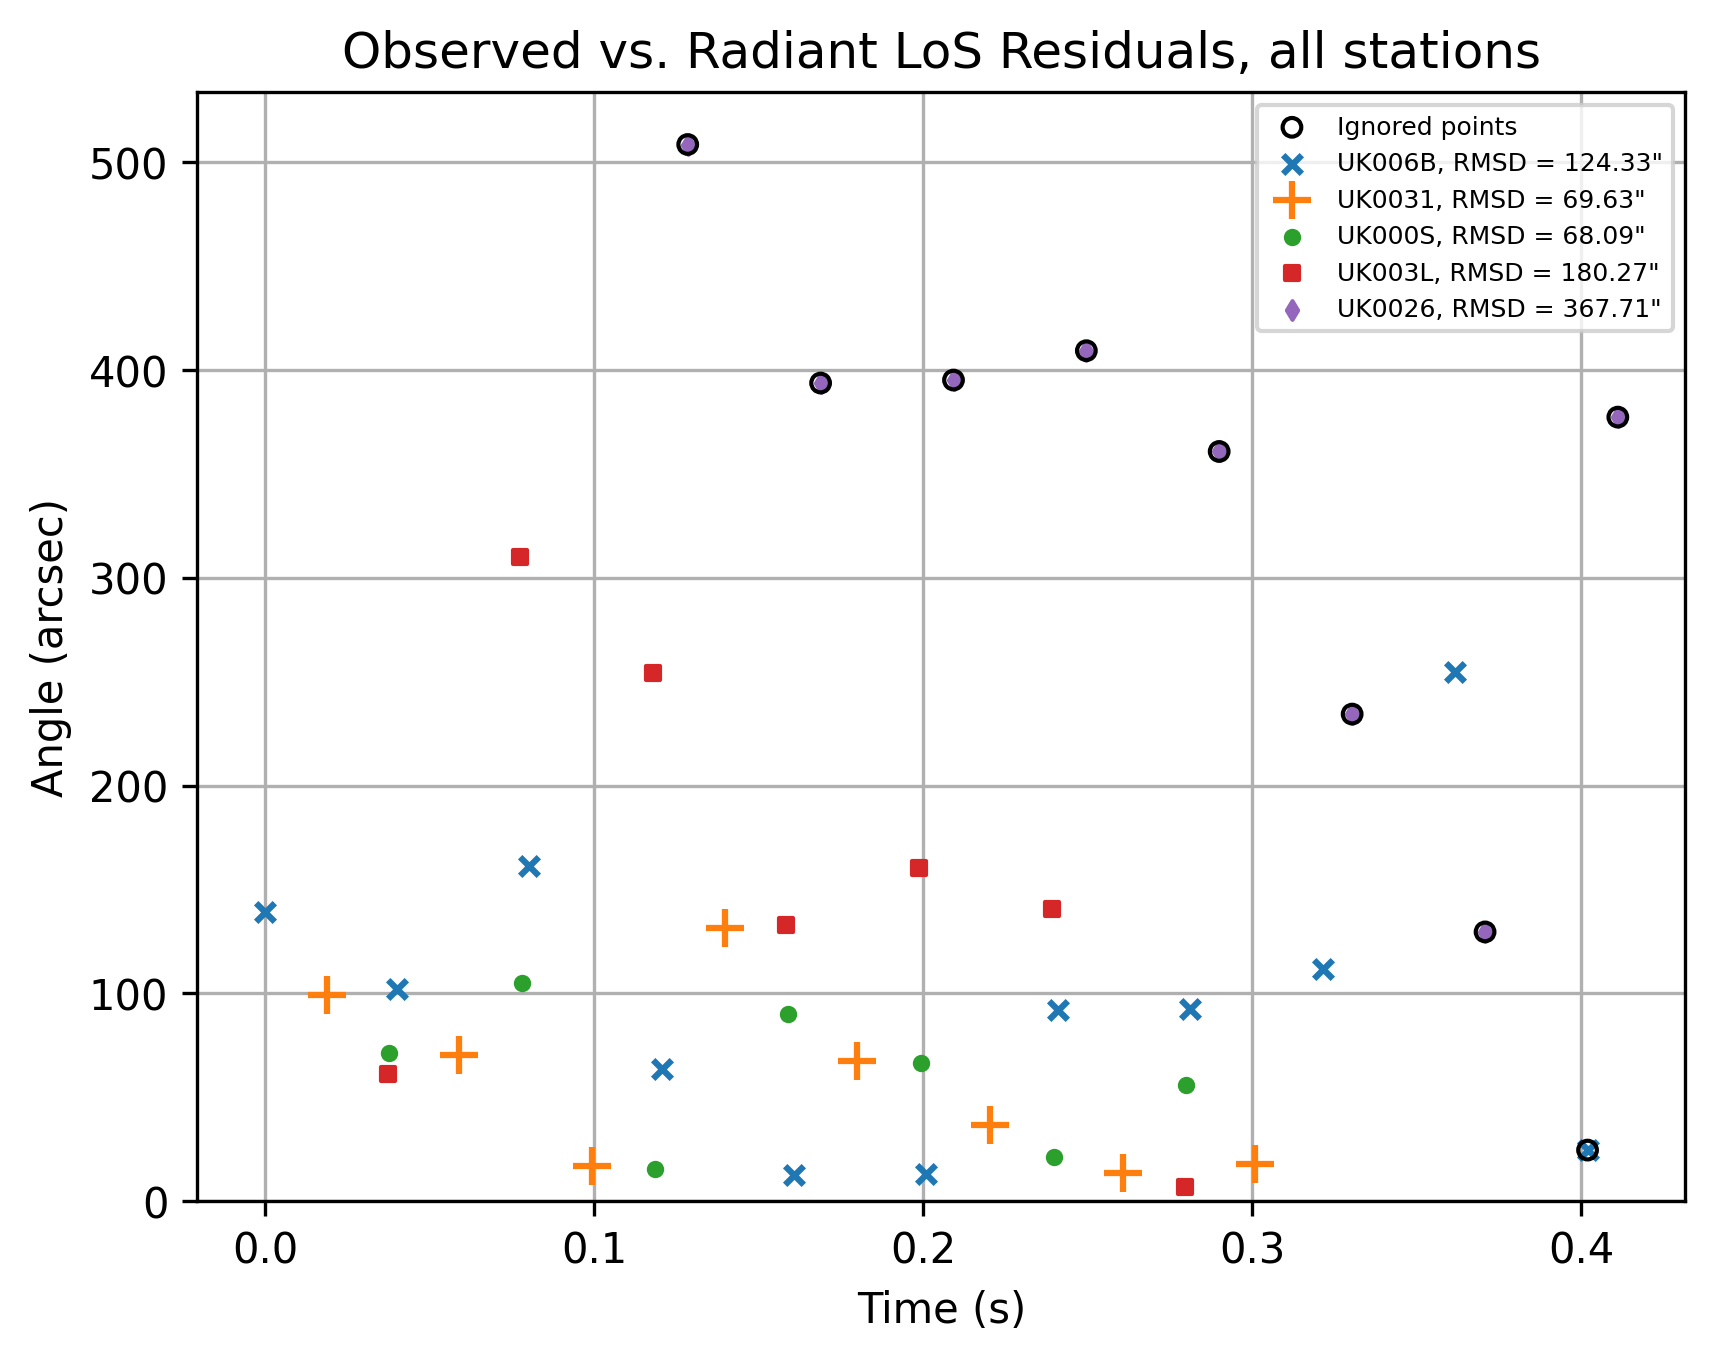 Observed vs. Radiant LoS Residuals, all stations
Ignored points
UK006B, RMSD = 124.33"
UK0031, RMSD = 69.63"
UK000S, RMSD = 68.09"
UK003L, RMSD = 180.27"
UK0026, RMSD = 367.71"
500
400
300
200
100
0
Angle (arcsec)
0.0 0.1 0.2 0.3 0.4
Time (s)